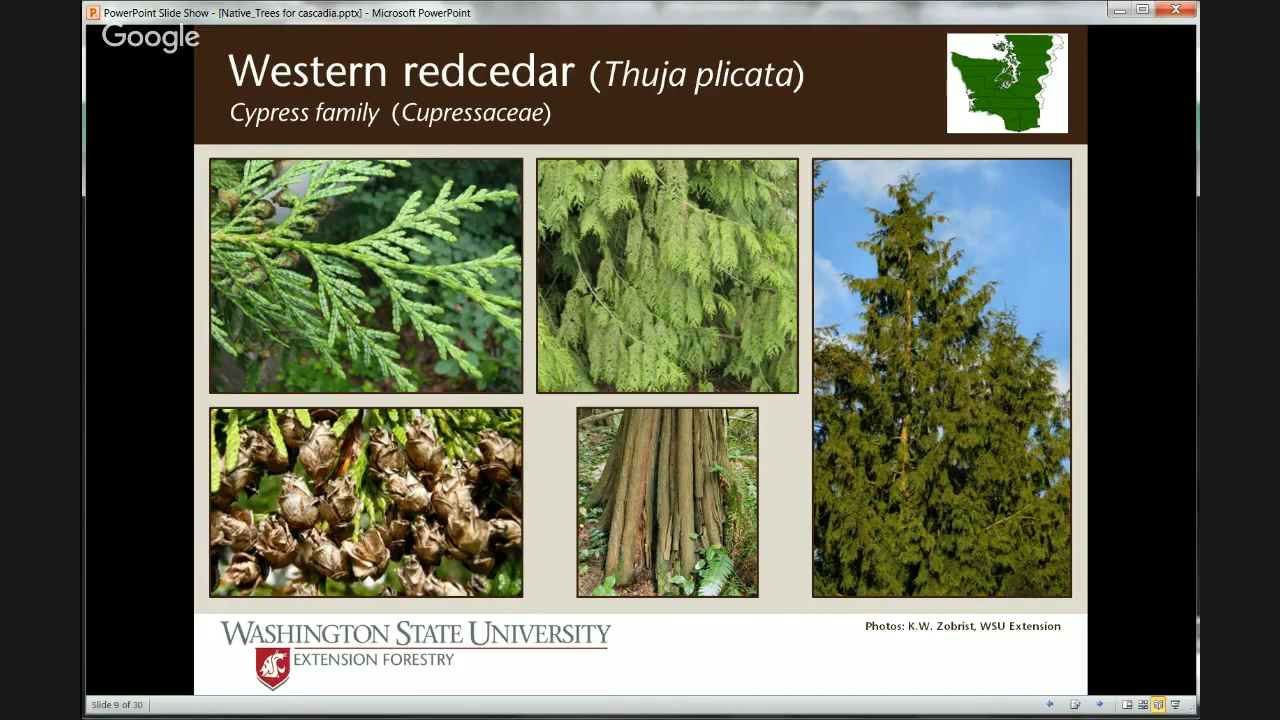 PowerPoint Slide Show - [Native_Trees for cascadia.pptx] - Microsoft PowerPoint
Google
Western redcedar (Thuja plicata)
Cypress family (Cupressaceae)
WASHINGTON STATE UNIVERSITY
EXTENSION FORESTRY
Photos: K.W. Zobrist, WSU Extension
Slide 9 of 30